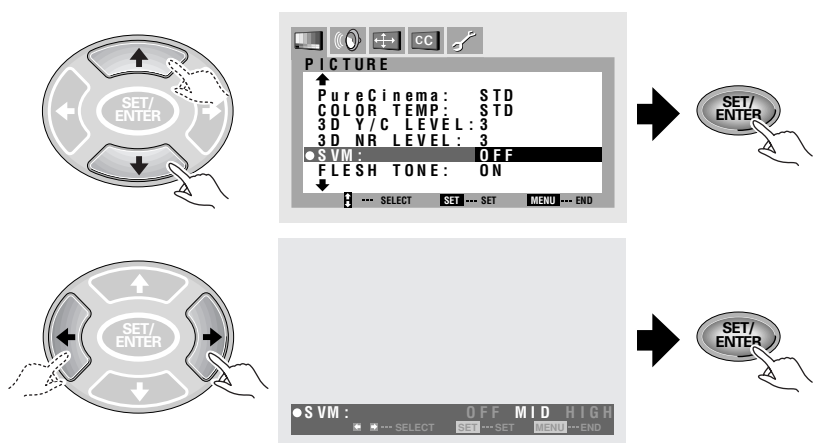 SET/
ENTER
CC
PICTURE
PureCinema: STD
COLOR TEMP: STD
3D Y/C LEVEL: 3
3D NR LEVEL: 3
●SVM: OFF
FLESH TONE: ON
--- SELECT SET --- SET MENU --- END
SET/
ENTER
SET/
ENTER
●SVM: OFF MID HIGH
--- SELECT SET --- SET MENU --- END
SET/
ENTER